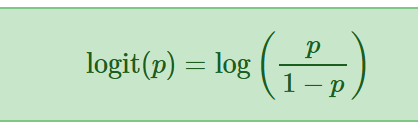 logit(p) = log(p / (1 − p))